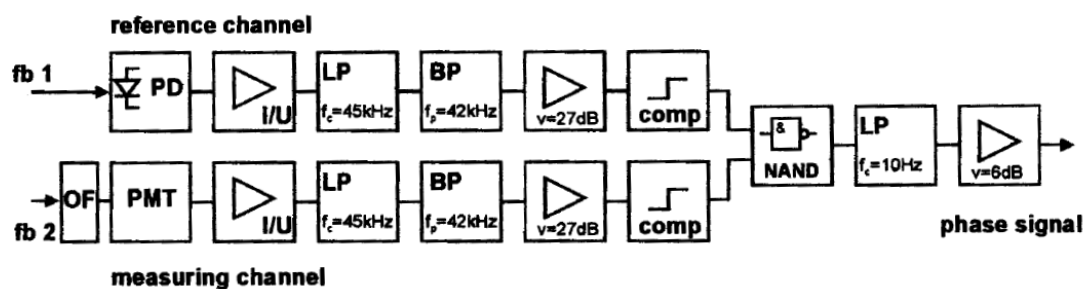 reference channel
fb 1
PD
I/U
LP
f_c=45kHz
BP
f_p=42kHz
v=27dB
comp
&
NAND
LP
f_c=10Hz
v=6dB
phase signal
fb 2
OF
PMT
I/U
LP
f_c=45kHz
BP
f_p=42kHz
v=27dB
comp
measuring channel